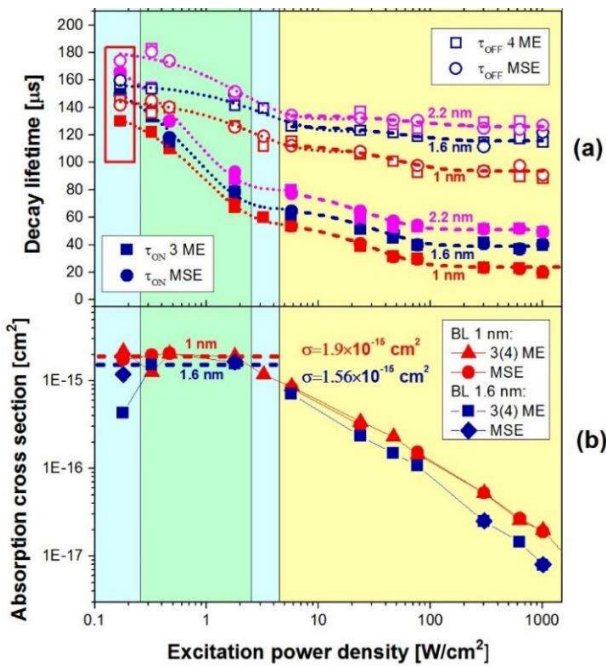 220
200
180
160
140
120
100
80
60
40
20
0
Decay lifetime [μs]
τOFF 4 ME
τOFF MSE
2.2 nm
1.6 nm
1 nm
τON 3 ME
τON MSE
2.2 nm
1.6 nm
1 nm
(a)
Absorption cross section [cm²]
1E-15
1E-16
1E-17
1 nm
1.6 nm
σ=1.9×10⁻¹⁵ cm²
σ=1.56×10⁻¹⁵ cm²
BL 1 nm:
3(4) ME
MSE
BL 1.6 nm:
3(4) ME
MSE
(b)
0.1 1 10 100 1000
Excitation power density [W/cm²]